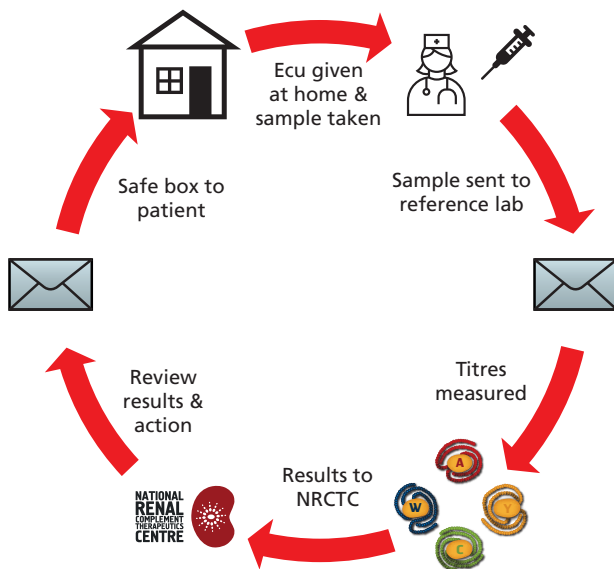 Ecu given
at home &
sample taken
Safe box to
patient
Sample sent to
reference lab
Titres
measured
Review
results &
action
Results to
NRCTC
A
W
Y
C
NATIONAL
RENAL
COMPLEMENT
THERAPEUTICS
CENTRE